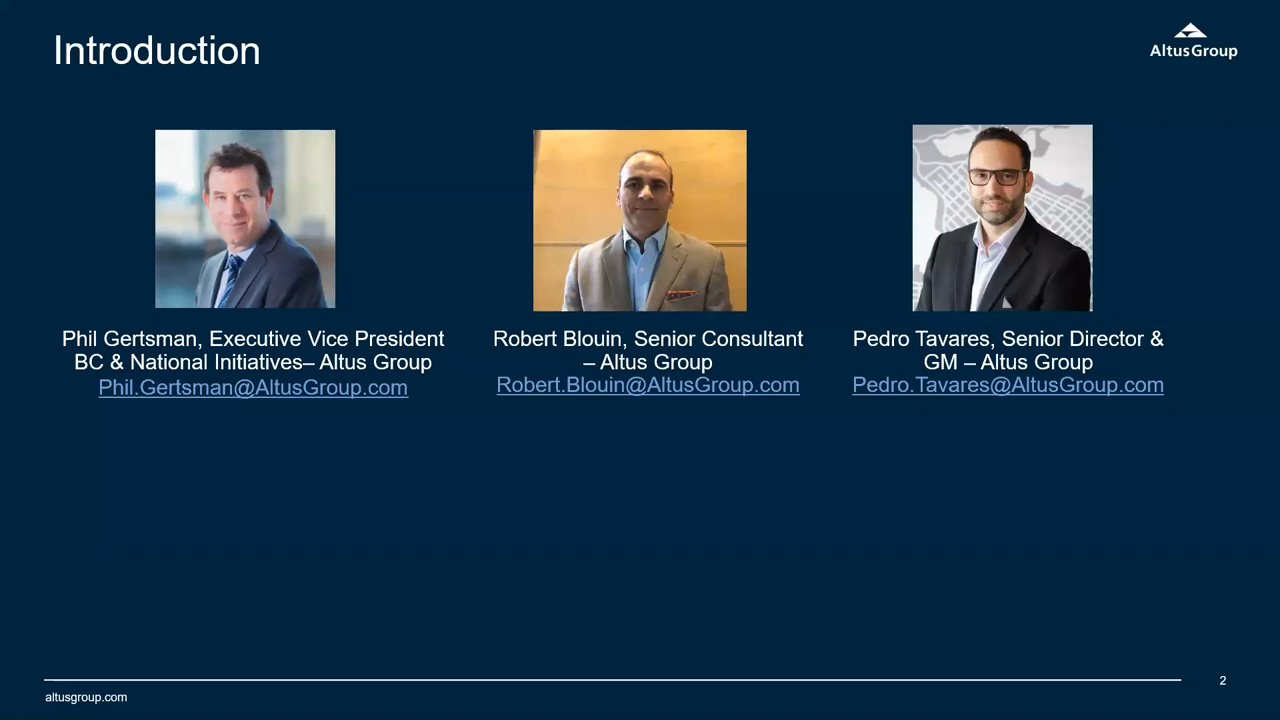 Introduction
AltusGroup
Phil Gertsman, Executive Vice President
BC & National Initiatives– Altus Group
Phil.Gertsman@AltusGroup.com
Robert Blouin, Senior Consultant
– Altus Group
Robert.Blouin@AltusGroup.com
Pedro Tavares, Senior Director &
GM – Altus Group
Pedro.Tavares@AltusGroup.com
altusgroup.com
2